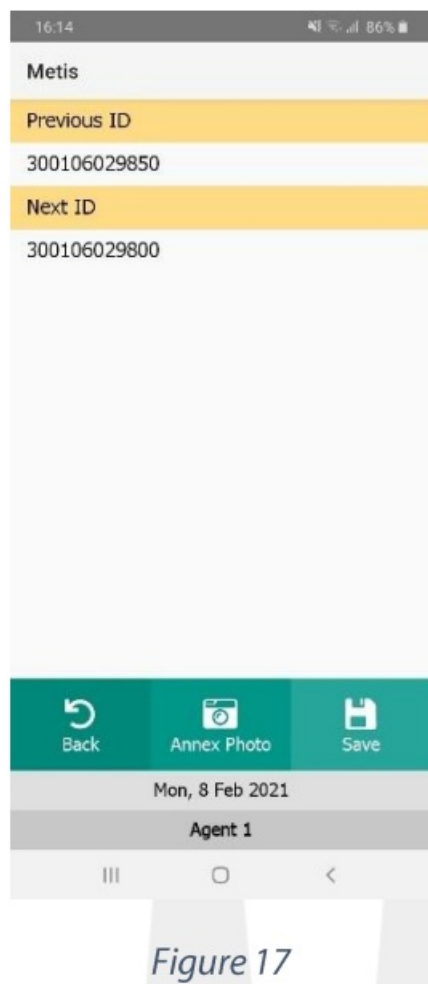 16:14 86%
Metis
Previous ID
300106029850
Next ID
300106029800
Back Annex Photo Save
Mon, 8 Feb 2021
Agent 1
Figure 17